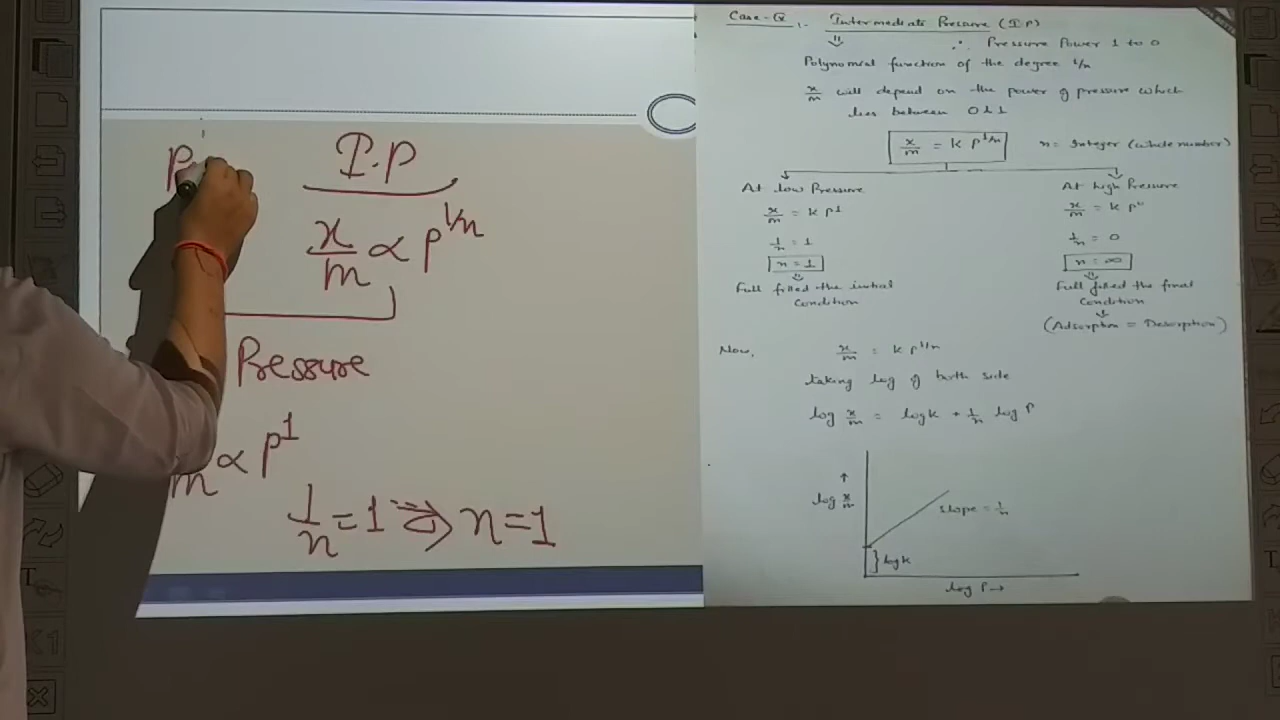 P
I.P
x/m ∝ P^1/n
Pressure
m ∝ P^1
1/n = 1 ⇒ n = 1
Case-2 :- Intermediate Pressure (I P)
⇓ ∴ Pressure Power 1 to 0
Polynomial function of the degree 1/n
x/m will depend on the power of pressure which
lies between 0 & 1
x/m = k P^1/n n = Integer (whole number)
At low Pressure
x/m = k P^1
1/n = 1
n = 1
⇓
Full filled the initial
condition
At high Pressure
x/m = k P^0
1/n = 0
n = ∞
⇓
Full filled the final
condition
↓
(Adsorption = Desorption)
Now, x/m = k P^1/n
taking log of both side
log x/m = log k + 1/n log P
↑
log x/m
slope = 1/n
} log k
log P →